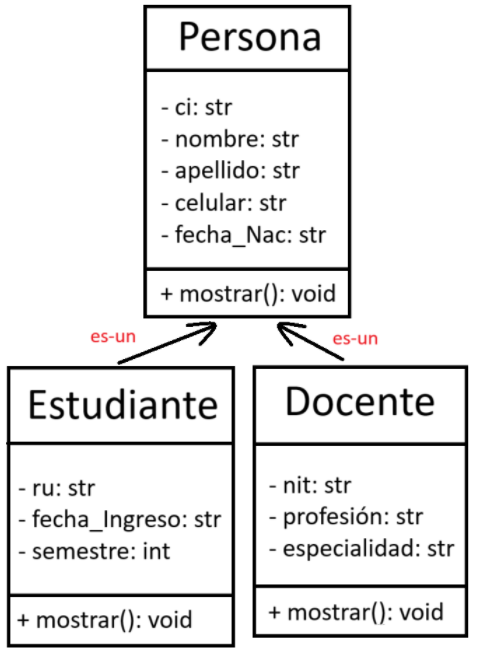 Persona
- ci: str
- nombre: str
- apellido: str
- celular: str
- fecha_Nac: str
+ mostrar(): void
es-un
es-un
Estudiante
- ru: str
- fecha_Ingreso: str
- semestre: int
+ mostrar(): void
Docente
- nit: str
- profesión: str
- especialidad: str
+ mostrar(): void